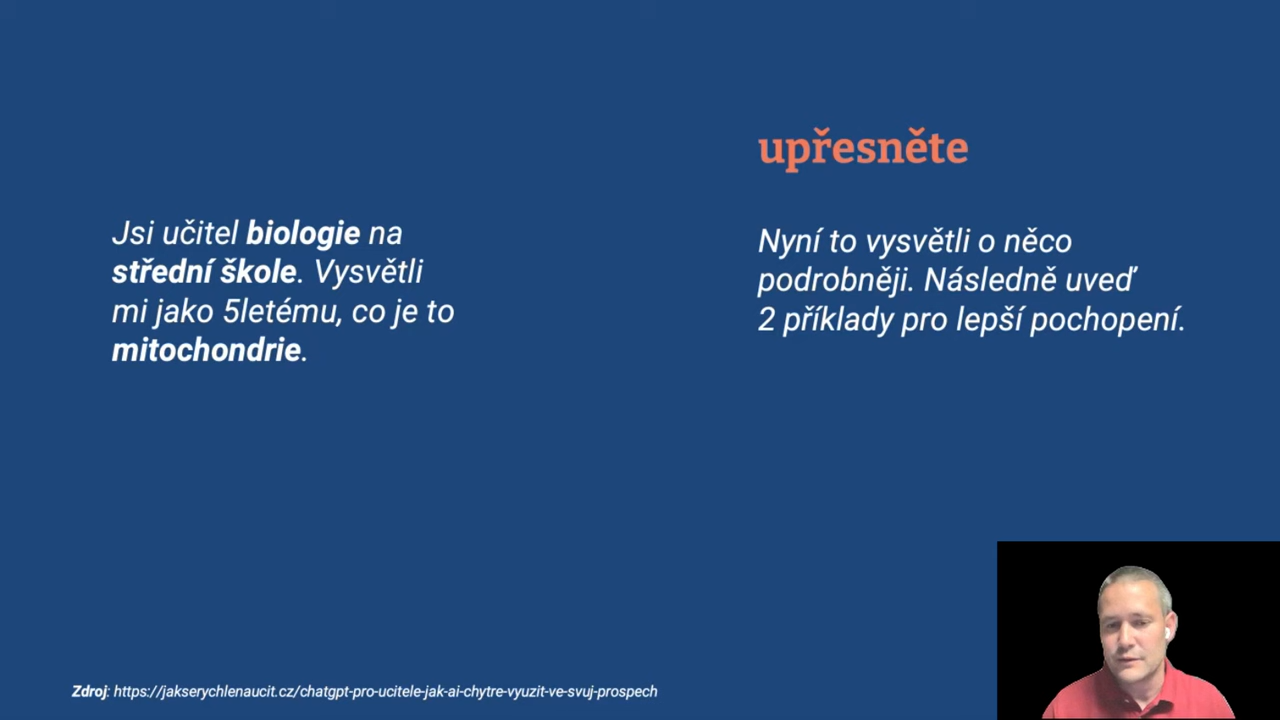 Jsi učitel biologie na
střední škole. Vysvětli
mi jako 5letému, co je to
mitochondrie.
upřesněte
Nyní to vysvětli o něco
podrobněji. Následně uveď
2 příklady pro lepší pochopení.
Zdroj: https://jakserychlenaucit.cz/chatgpt-pro-ucitele-jak-ai-chytre-vyuzit-ve-svuj-prospech